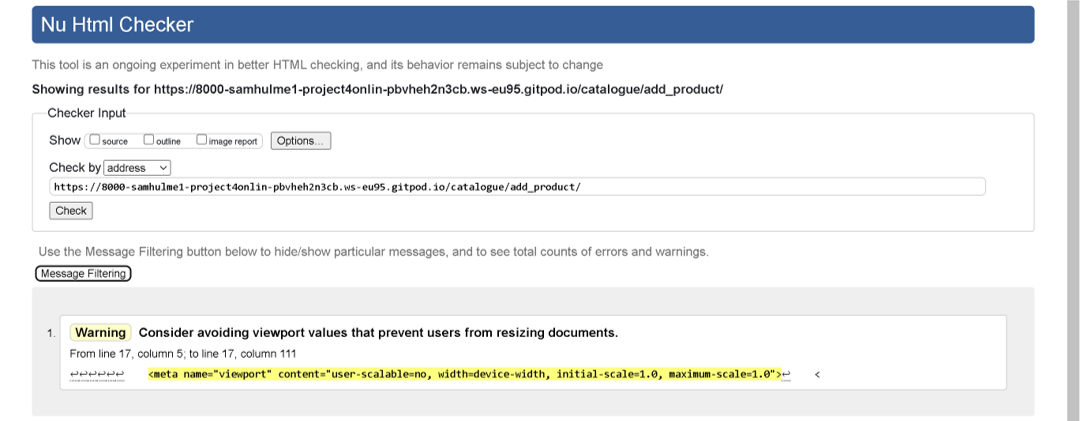 Nu Html Checker
This tool is an ongoing experiment in better HTML checking, and its behavior remains subject to change
Showing results for https://8000-samhulme1-project4onlin-pbvheh2n3cb.ws-eu95.gitpod.io/catalogue/add_product/
Checker Input
Show source outline image report Options...
Check by address
https://8000-samhulme1-project4onlin-pbvheh2n3cb.ws-eu95.gitpod.io/catalogue/add_product/
Check
Use the Message Filtering button below to hide/show particular messages, and to see total counts of errors and warnings.
Message Filtering
1. Warning Consider avoiding viewport values that prevent users from resizing documents.
From line 17, column 5; to line 17, column 111
↩↩↩↩↩↩ <meta name="viewport" content="user-scalable=no, width=device-width, initial-scale=1.0, maximum-scale=1.0">↩ <